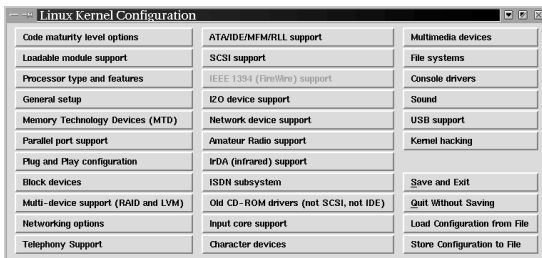 Linux Kernel Configuration
Code maturity level options
Loadable module support
Processor type and features
General setup
Memory Technology Devices (MTD)
Parallel port support
Plug and Play configuration
Block devices
Multi-device support (RAID and LVM)
Networking options
Telephony Support
ATA/IDE/MFM/RLL support
SCSI support
IEEE 1394 (FireWire) support
I2O device support
Network device support
Amateur Radio support
IrDA (infrared) support
ISDN subsystem
Old CD-ROM drivers (not SCSI, not IDE)
Input core support
Character devices
Multimedia devices
File systems
Console drivers
Sound
USB support
Kernel hacking
Save and Exit
Quit Without Saving
Load Configuration from File
Store Configuration to File